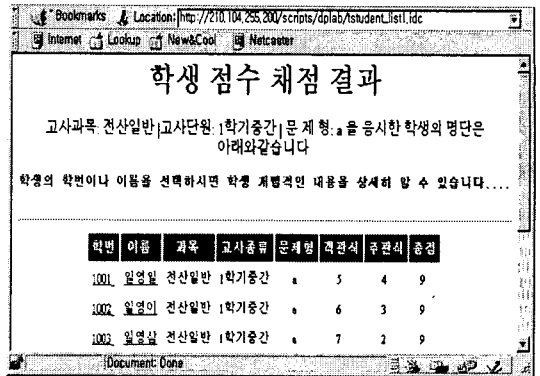 Bookmarks Location: http://210.104.255.200/scripts/dplab/tstudent_list1.idc
Internet Lookup New&Cool Netcaster
학생 점수 채점 결과
고사과목: 전산일반 |고사단원: 1학기중간| 문 제 형: a 을 응시한 학생의 명단은
아래와같습니다
학생의 학번이나 이름을 선택하시면 학생 개별적인 내용을 상세히 알 수 있습니다....
학번 이름 과목 고사종류 문제형 객관식 주관식 총점
1001 일영일 전산일반 1학기중간 a 5 4 9
1002 일영이 전산일반 1학기중간 a 6 3 9
1003 일영삼 전산일반 1학기중간 a 7 2 9
Document: Done